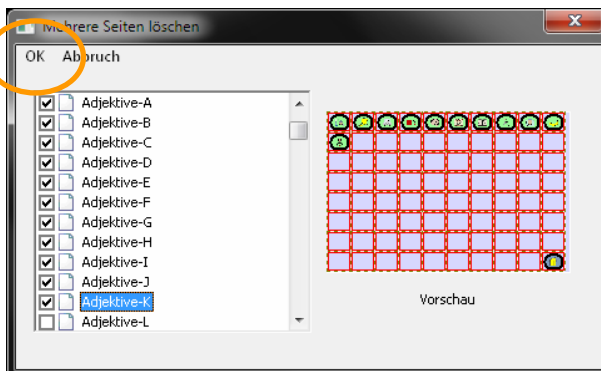 Mehrere Seiten löschen
OK Abbruch
Adjektive-A
Adjektive-B
Adjektive-C
Adjektive-D
Adjektive-E
Adjektive-F
Adjektive-G
Adjektive-H
Adjektive-I
Adjektive-J
Adjektive-K
Adjektive-L
Vorschau